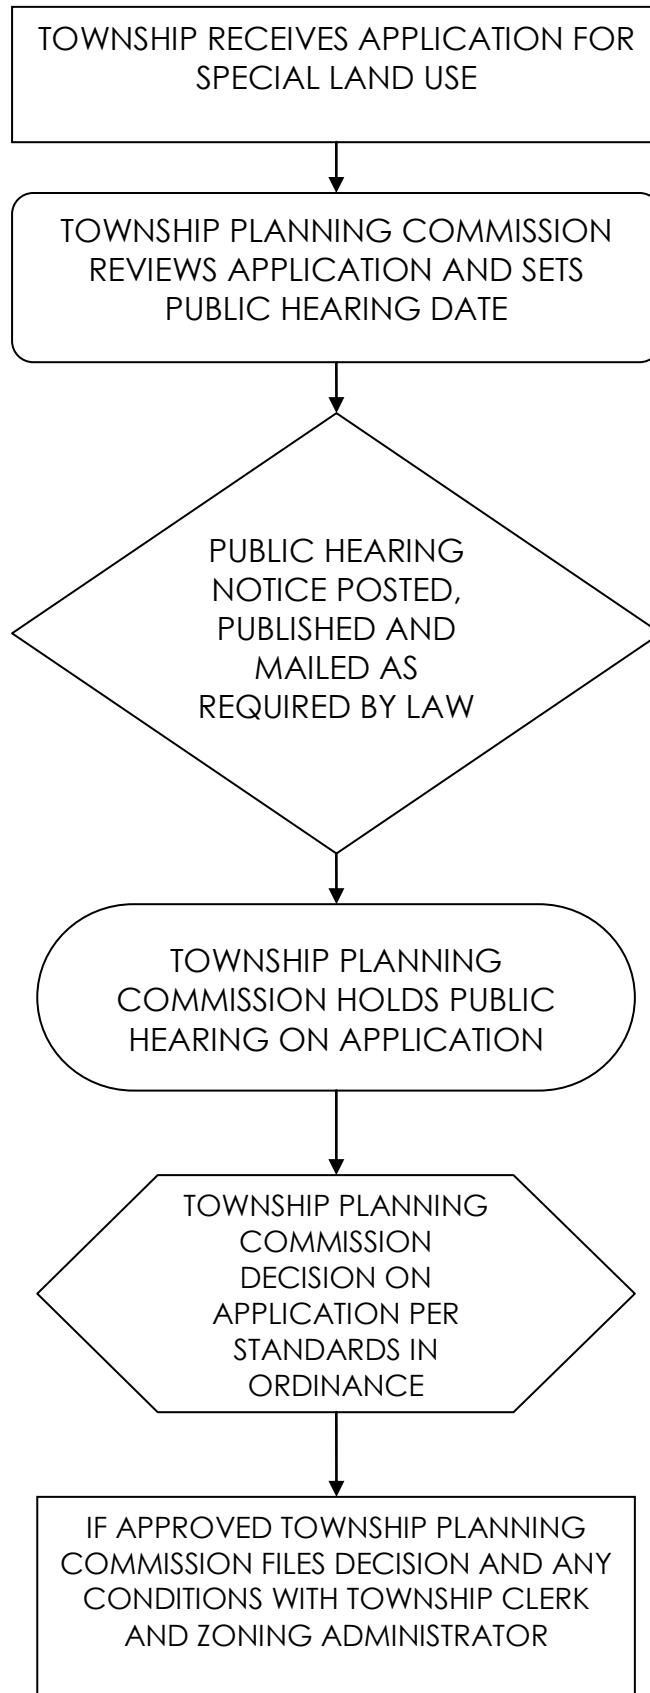 TOWNSHIP RECEIVES APPLICATION FOR
SPECIAL LAND USE
TOWNSHIP PLANNING COMMISSION
REVIEWS APPLICATION AND SETS
PUBLIC HEARING DATE
PUBLIC HEARING
NOTICE POSTED,
PUBLISHED AND
MAILED AS
REQUIRED BY LAW
TOWNSHIP PLANNING
COMMISSION HOLDS PUBLIC
HEARING ON APPLICATION
TOWNSHIP PLANNING
COMMISSION
DECISION ON
APPLICATION PER
STANDARDS IN
ORDINANCE
IF APPROVED TOWNSHIP PLANNING
COMMISSION FILES DECISION AND ANY
CONDITIONS WITH TOWNSHIP CLERK
AND ZONING ADMINISTRATOR